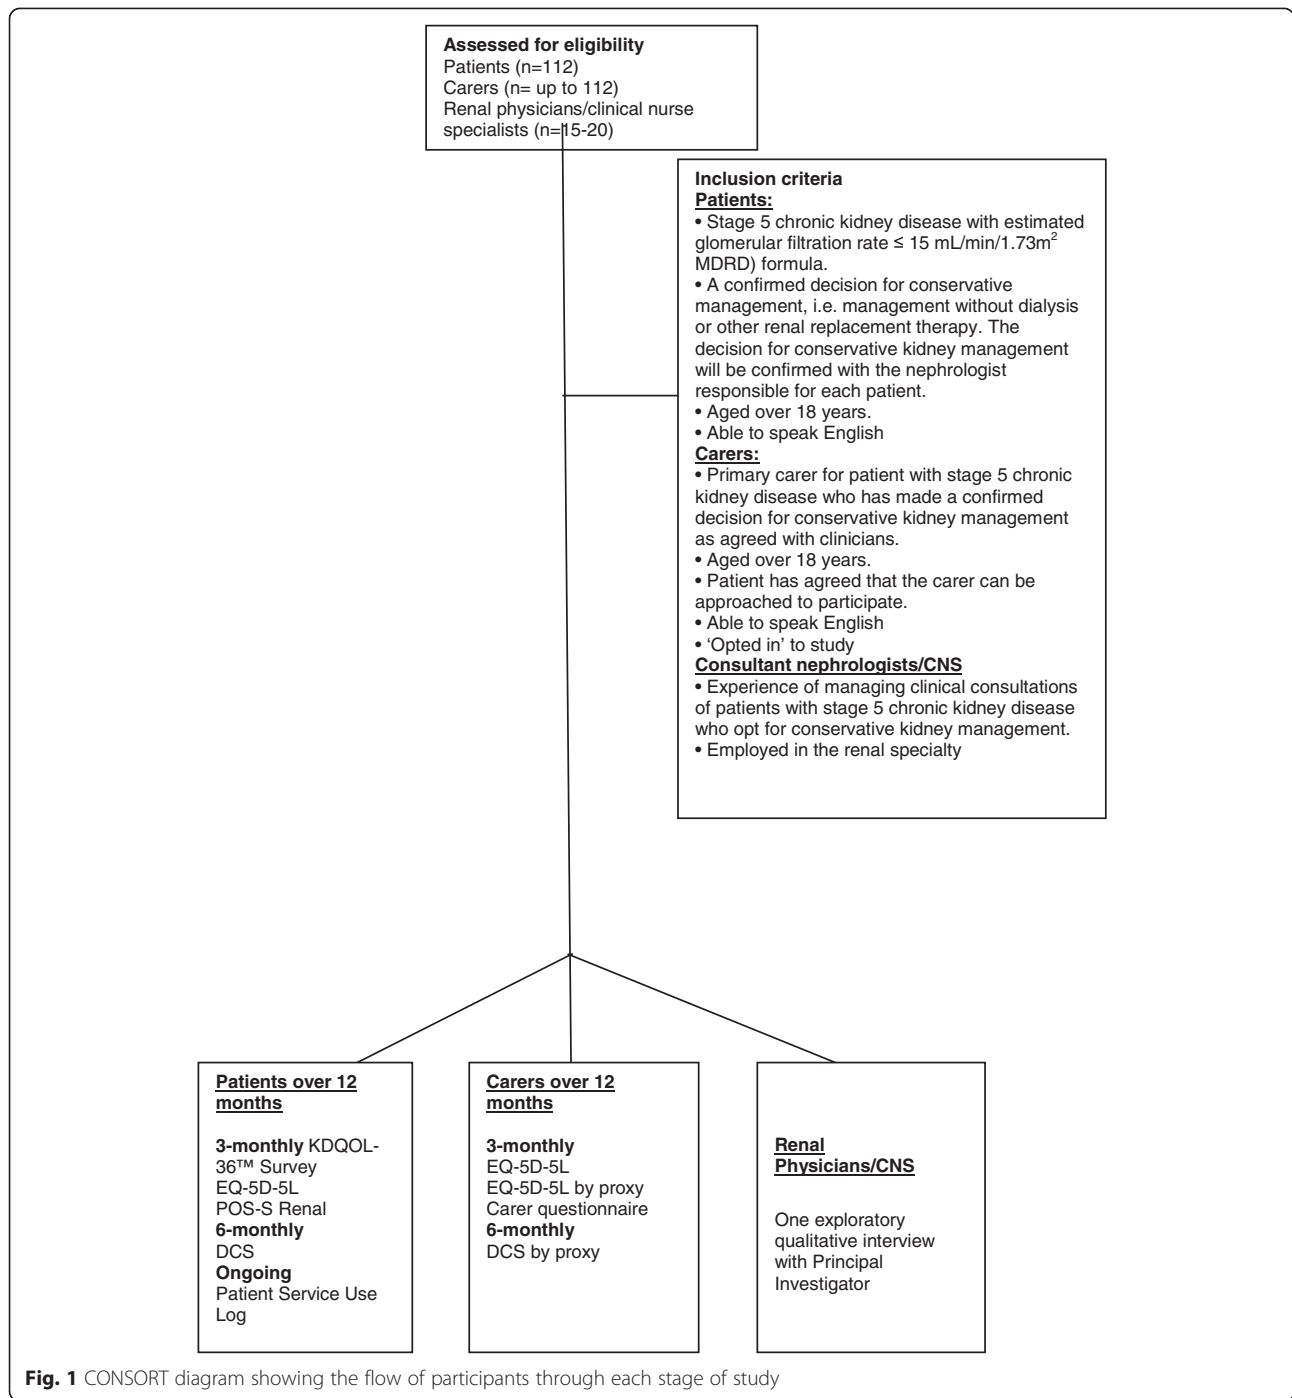 Assessed for eligibility
Patients (n=112)
Carers (n= up to 112)
Renal physicians/clinical nurse
specialists (n=15-20)
Inclusion criteria
Patients:
• Stage 5 chronic kidney disease with estimated
glomerular filtration rate ≤ 15 mL/min/1.73m²
MDRD) formula.
• A confirmed decision for conservative
management, i.e. management without dialysis
or other renal replacement therapy. The
decision for conservative kidney management
will be confirmed with the nephrologist
responsible for each patient.
• Aged over 18 years.
• Able to speak English
Carers:
• Primary carer for patient with stage 5 chronic
kidney disease who has made a confirmed
decision for conservative kidney management
as agreed with clinicians.
• Aged over 18 years.
• Patient has agreed that the carer can be
approached to participate.
• Able to speak English
• ‘Opted in’ to study
Consultant nephrologists/CNS
• Experience of managing clinical consultations
of patients with stage 5 chronic kidney disease
who opt for conservative kidney management.
• Employed in the renal specialty
Patients over 12
months
3-monthly KDQOL-
36™ Survey
EQ-5D-5L
POS-S Renal
6-monthly
DCS
Ongoing
Patient Service Use
Log
Carers over 12
months
3-monthly
EQ-5D-5L
EQ-5D-5L by proxy
Carer questionnaire
6-monthly
DCS by proxy
Renal
Physicians/CNS
One exploratory
qualitative interview
with Principal
Investigator
Fig. 1 CONSORT diagram showing the flow of participants through each stage of study